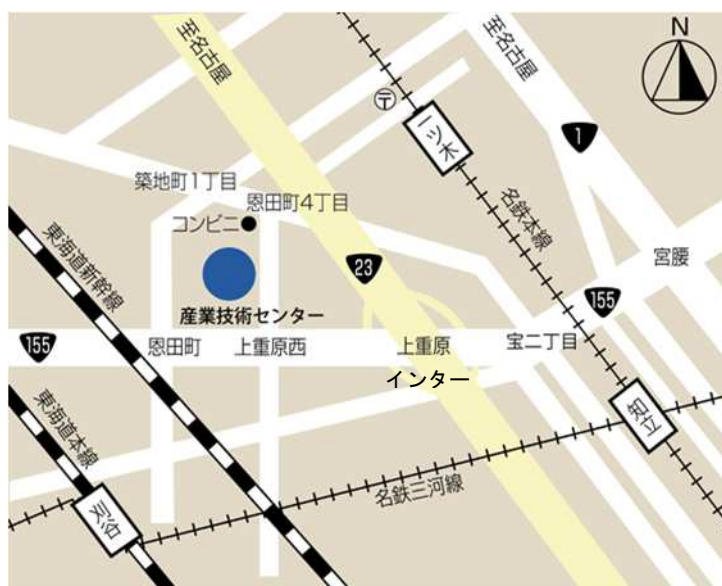 至名古屋
至名古屋
N
〒
一ツ木
1
築地町1丁目
恩田町4丁目
コンビニ
名鉄本線
東海道新幹線
23
宮腰
155
産業技術センター
155
恩田町
上重原西
上重原
インター
宝二丁目
東海道本線
知立
名鉄三河線
刈谷